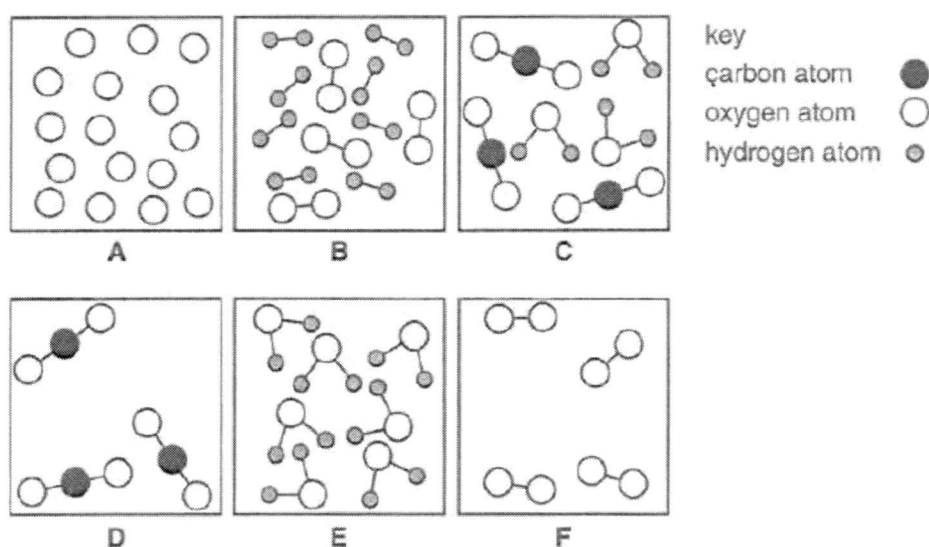 key
çarbon atom
oxygen atom
hydrogen atom
A
B
C
D
E
F